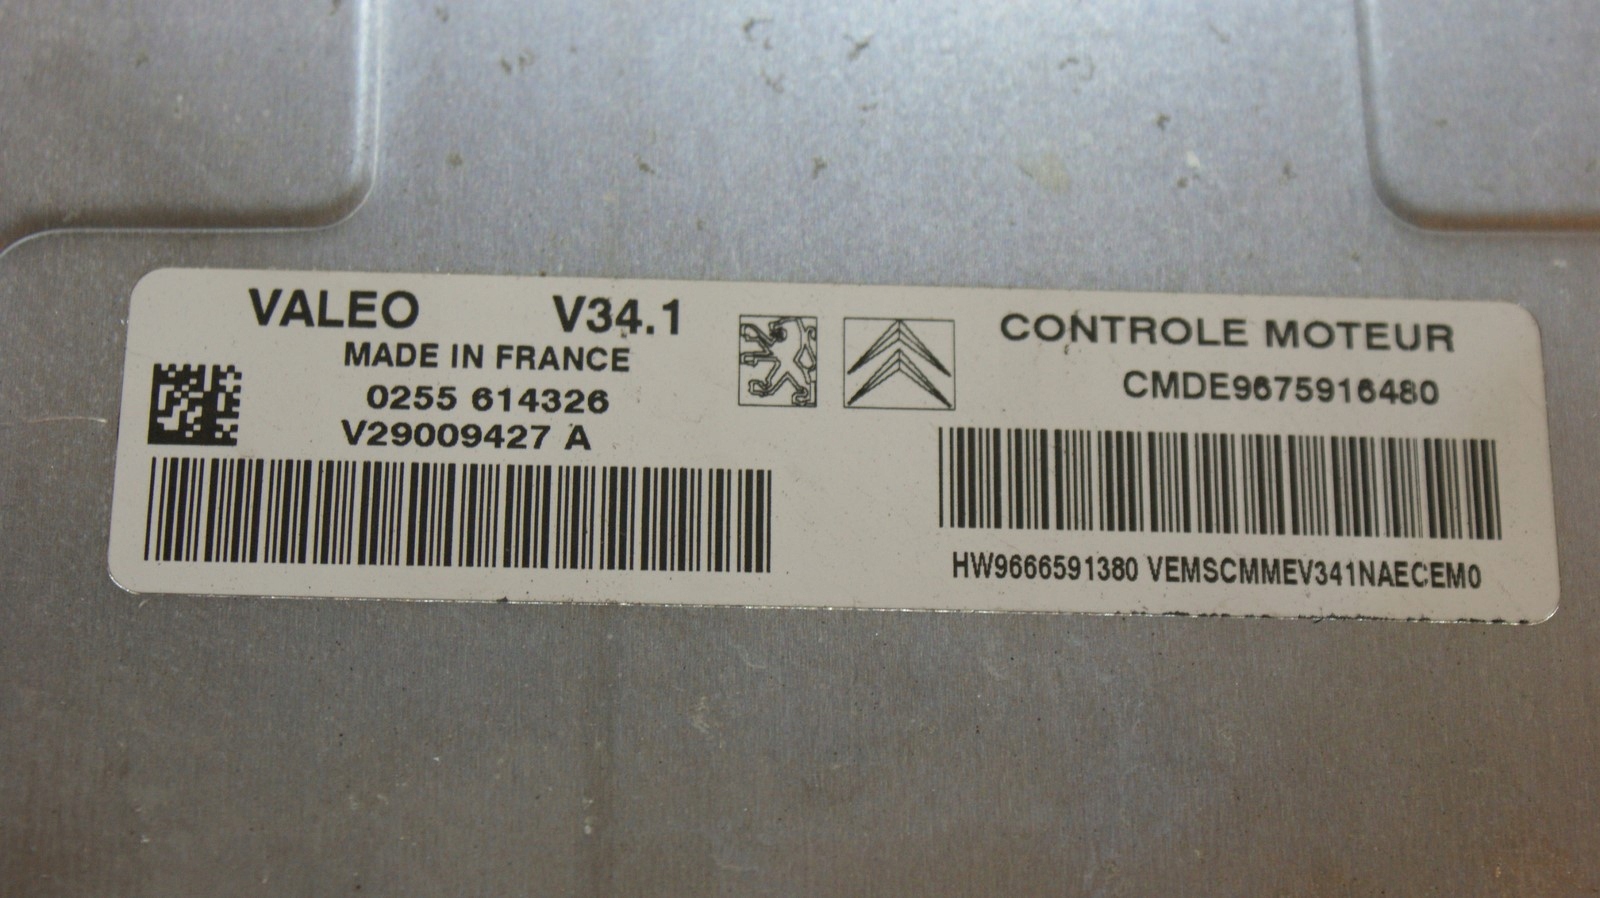 VALEO V34.1
MADE IN FRANCE
0255 614326
V29009427 A
CONTROLE MOTEUR
CMDE9675916480
HW9666591380 VEMSCMMEV341NAECEM0